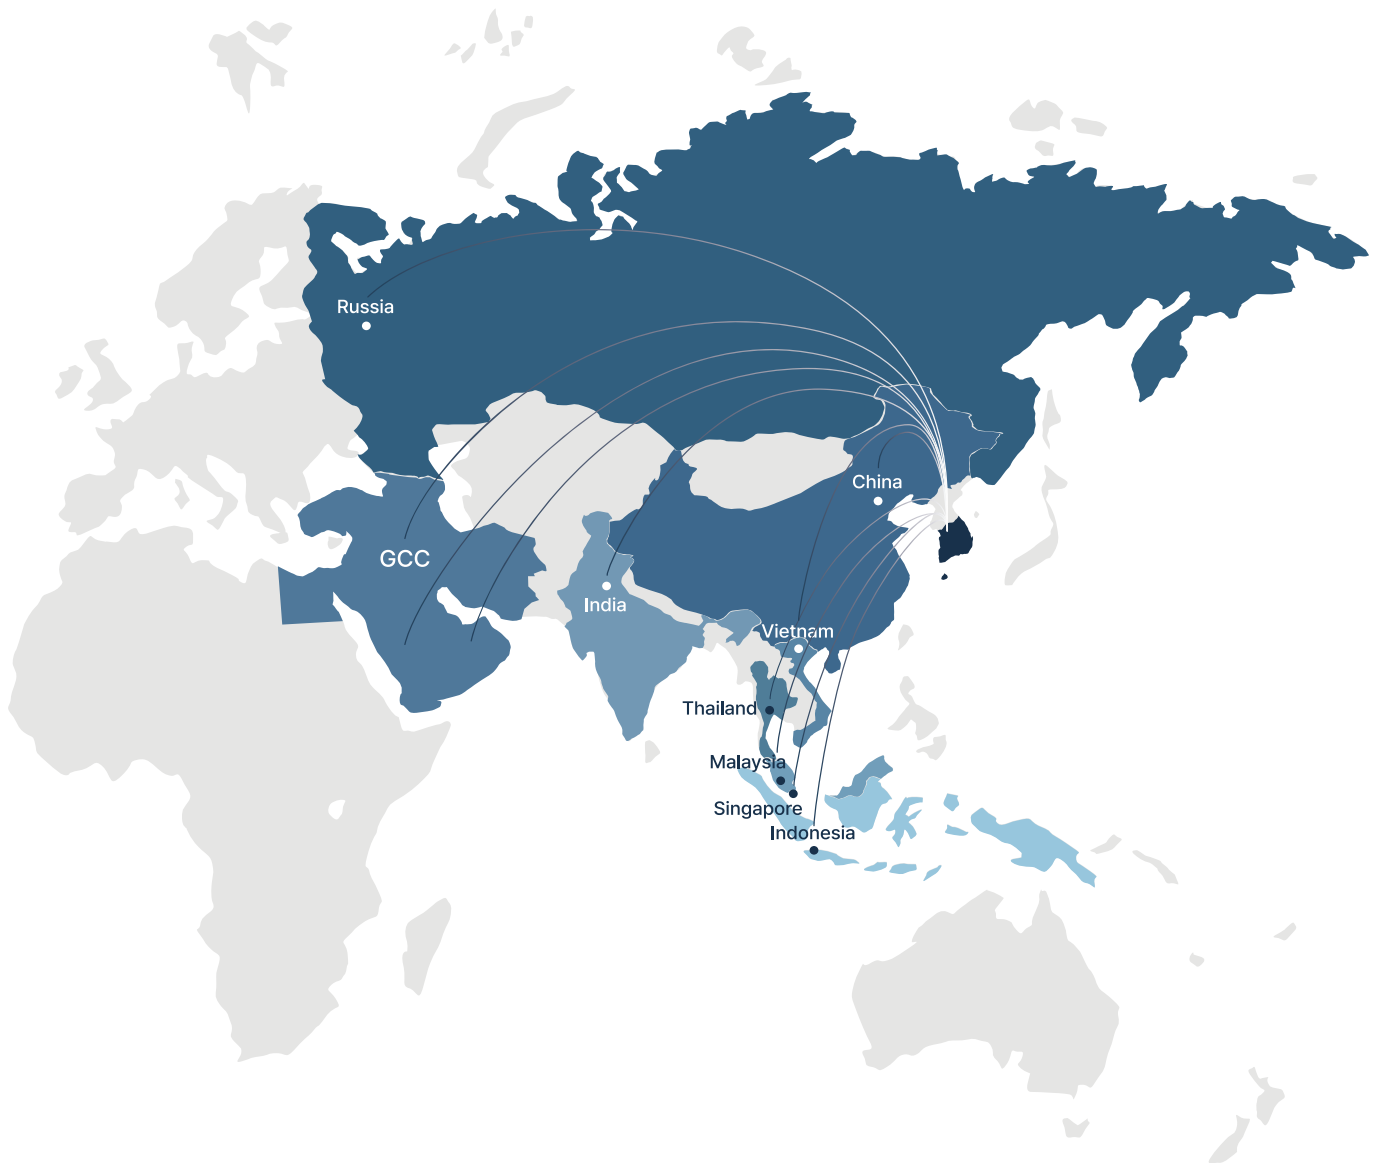 Russia
China
GCC
India
Vietnam
Thailand
Malaysia
Singapore
Indonesia